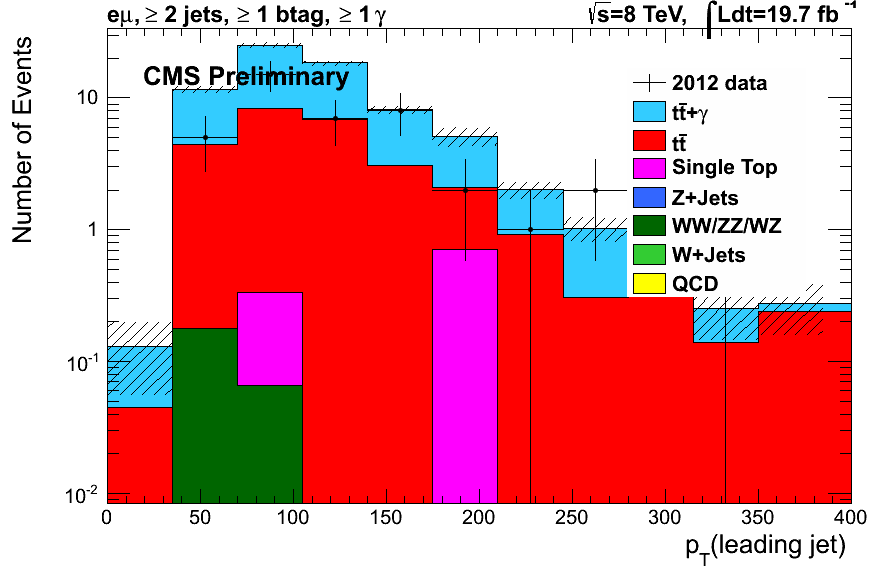 eμ, ≥ 2 jets, ≥ 1 btag, ≥ 1 γ
√s=8 TeV, ∫Ldt=19.7 fb⁻¹
CMS Preliminary
2012 data
tt̄+γ
tt̄
Single Top
Z+Jets
WW/ZZ/WZ
W+Jets
QCD
Number of Events
10
1
10⁻¹
10⁻²
0 50 100 150 200 250 300 350 400
p_T(leading jet)